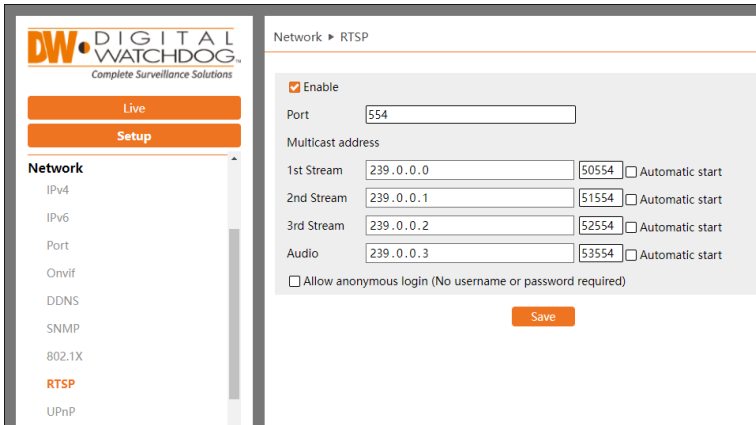 DW DIGITAL WATCHDOG™
Complete Surveillance Solutions
Live
Setup
Network
IPv4
IPv6
Port
Onvif
DDNS
SNMP
802.1X
RTSP
UPnP
Network ▶ RTSP
Enable
Port 554
Multicast address
1st Stream 239.0.0.0 50554 Automatic start
2nd Stream 239.0.0.1 51554 Automatic start
3rd Stream 239.0.0.2 52554 Automatic start
Audio 239.0.0.3 53554 Automatic start
Allow anonymous login (No username or password required)
Save